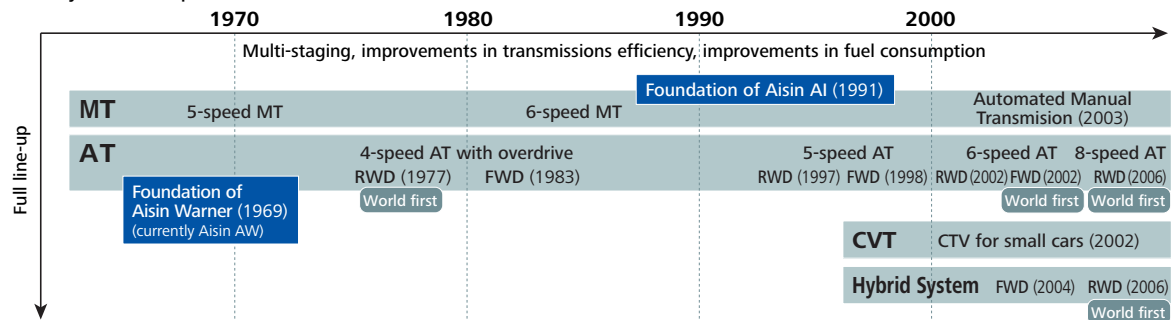 1970 1980 1990 2000
Multi-staging, improvements in transmissions efficiency, improvements in fuel consumption
Full line-up
Foundation of Aisin AI (1991)
MT 5-speed MT 6-speed MT
Automated Manual
Transmision (2003)
AT
4-speed AT with overdrive
RWD (1977) FWD (1983)
World first
5-speed AT
RWD (1997) FWD (1998)
6-speed AT
RWD (2002) FWD (2002)
World first
8-speed AT
RWD (2006)
World first
Foundation of
Aisin Warner (1969)
(currently Aisin AW)
CVT CTV for small cars (2002)
Hybrid System FWD (2004) RWD (2006)
World first